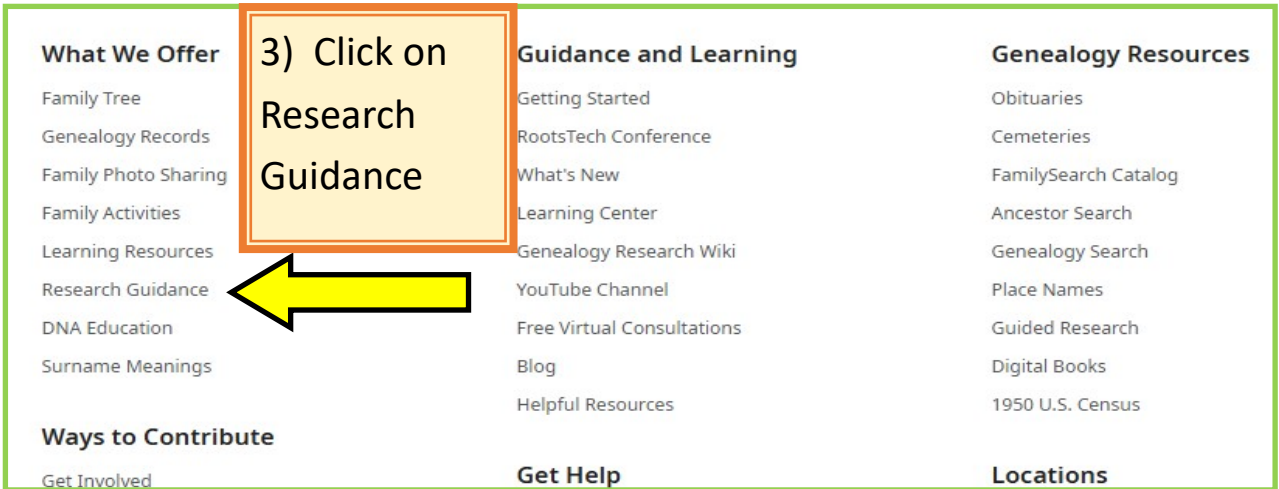 What We Offer
Family Tree
Genealogy Records
Family Photo Sharing
Family Activities
Learning Resources
Research Guidance
DNA Education
Surname Meanings
Ways to Contribute
Get Involved
3) Click on
Research
Guidance
Guidance and Learning
Getting Started
RootsTech Conference
What's New
Learning Center
Genealogy Research Wiki
YouTube Channel
Free Virtual Consultations
Blog
Helpful Resources
Get Help
Genealogy Resources
Obituaries
Cemeteries
FamilySearch Catalog
Ancestor Search
Genealogy Search
Place Names
Guided Research
Digital Books
1950 U.S. Census
Locations